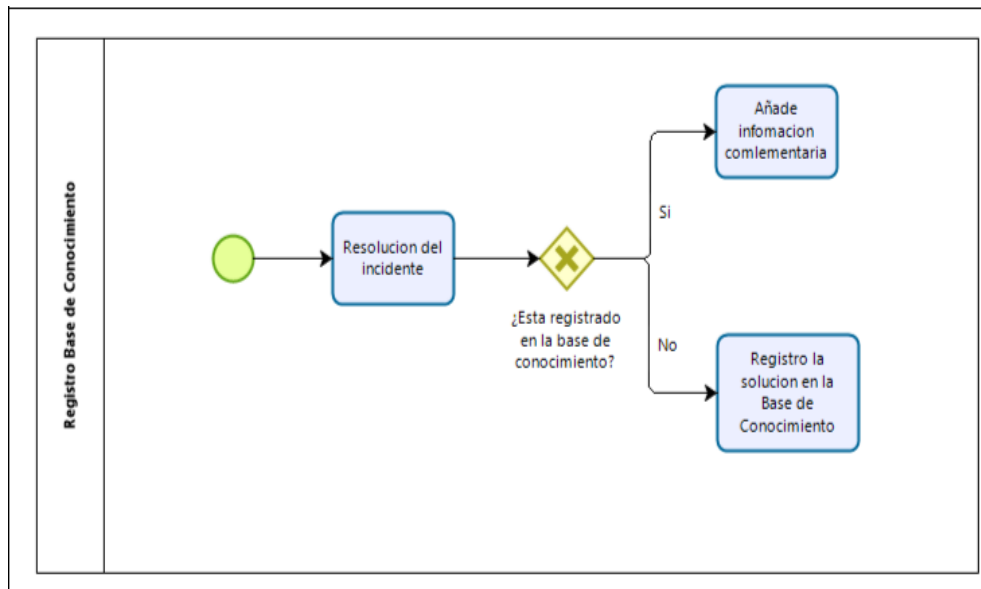 Registro Base de Conocimiento
Resolucion del
incidente
¿Esta registrado
en la base de
conocimiento?
Si
Añade
infomacion
comlementaria
No
Registro la
solucion en la
Base de
Conocimiento